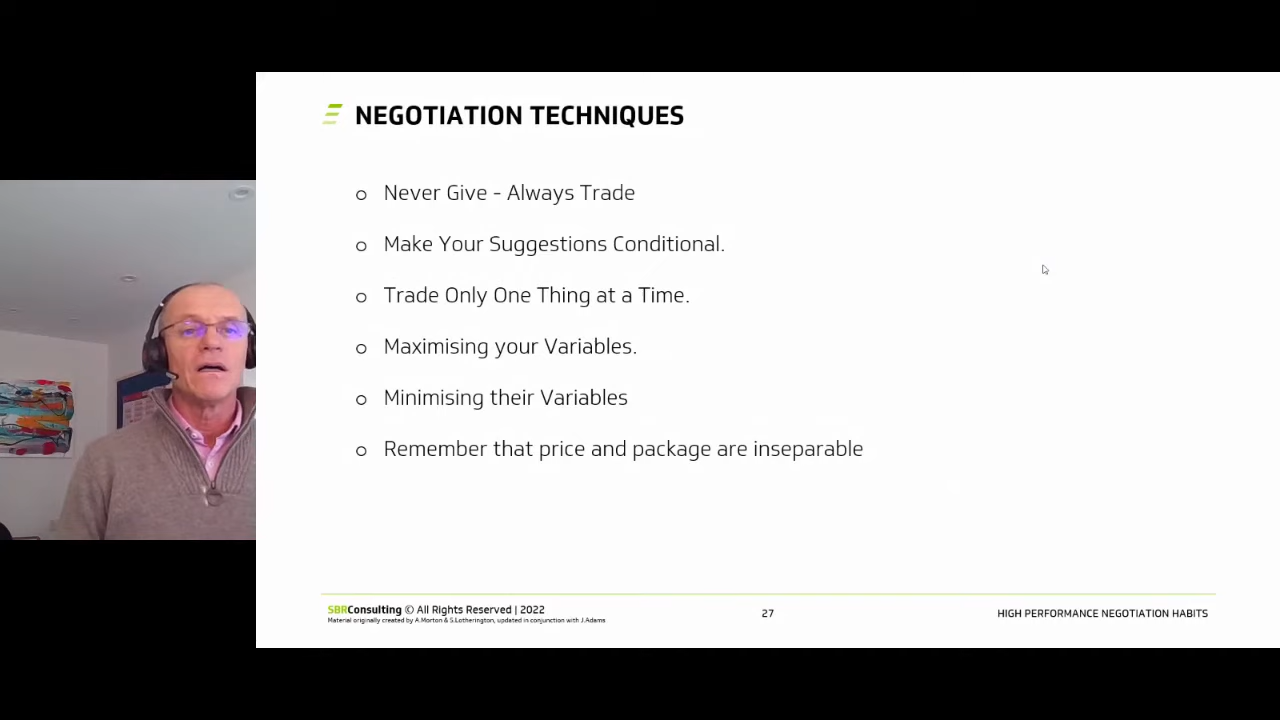 NEGOTIATION TECHNIQUES
o Never Give - Always Trade
o Make Your Suggestions Conditional.
o Trade Only One Thing at a Time.
o Maximising your Variables.
o Minimising their Variables
o Remember that price and package are inseparable
SBRConsulting © All Rights Reserved | 2022
Material originally created by A.Morton & S.Lotherington, updated in conjunction with J.Adams
27
HIGH PERFORMANCE NEGOTIATION HABITS